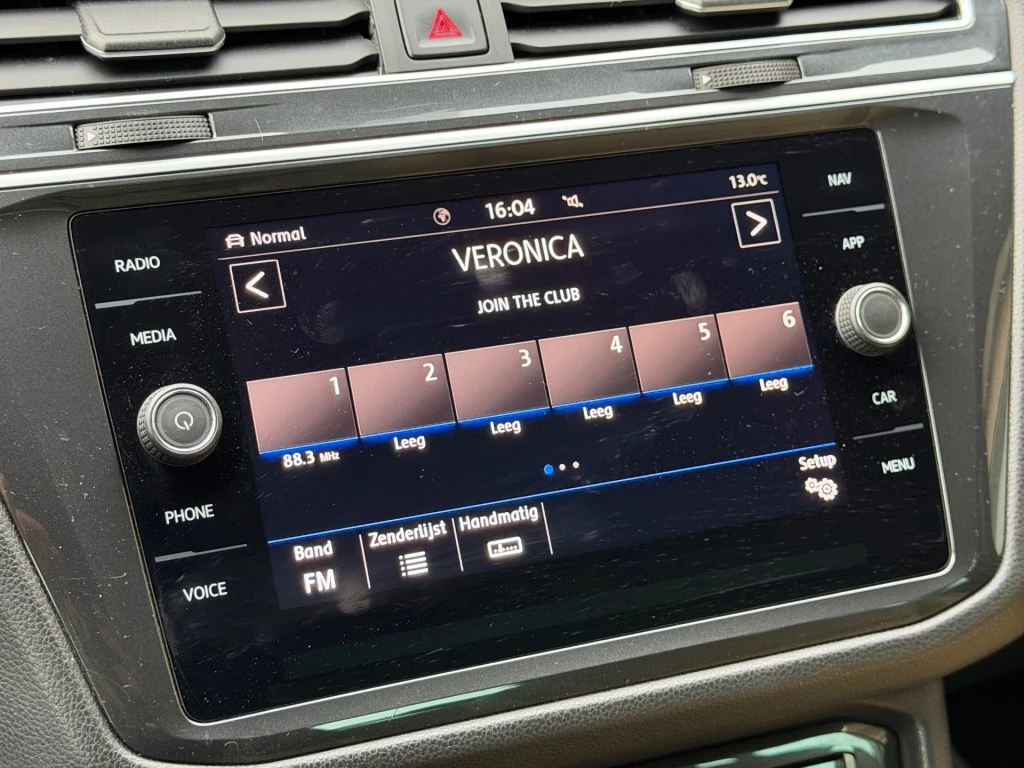 RADIO
MEDIA
PHONE
VOICE
Normal
16:04
13.0°C
VERONICA
JOIN THE CLUB
1 2 3 4 5 6
88.3 MHz Leeg Leeg Leeg Leeg Leeg
Setup
Band Zenderlijst Handmatig
FM
NAV
APP
CAR
MENU